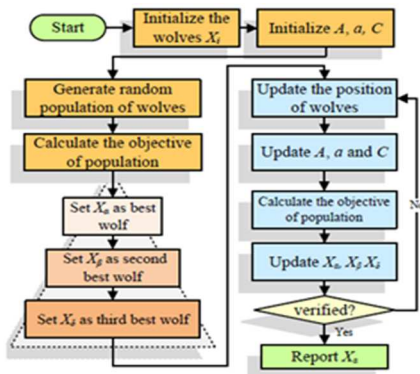 Start
Initialize the
wolves Xᵢ
Initialize A, a, C
Generate random
population of wolves
Calculate the objective
of population
Set Xα as best
wolf
Set Xβ as second
best wolf
Set Xδ as third best wolf
Update the position
of wolves
Update A, a and C
Calculate the objective
of population
Update Xα, Xβ Xδ
verified?
Yes
Report Xα